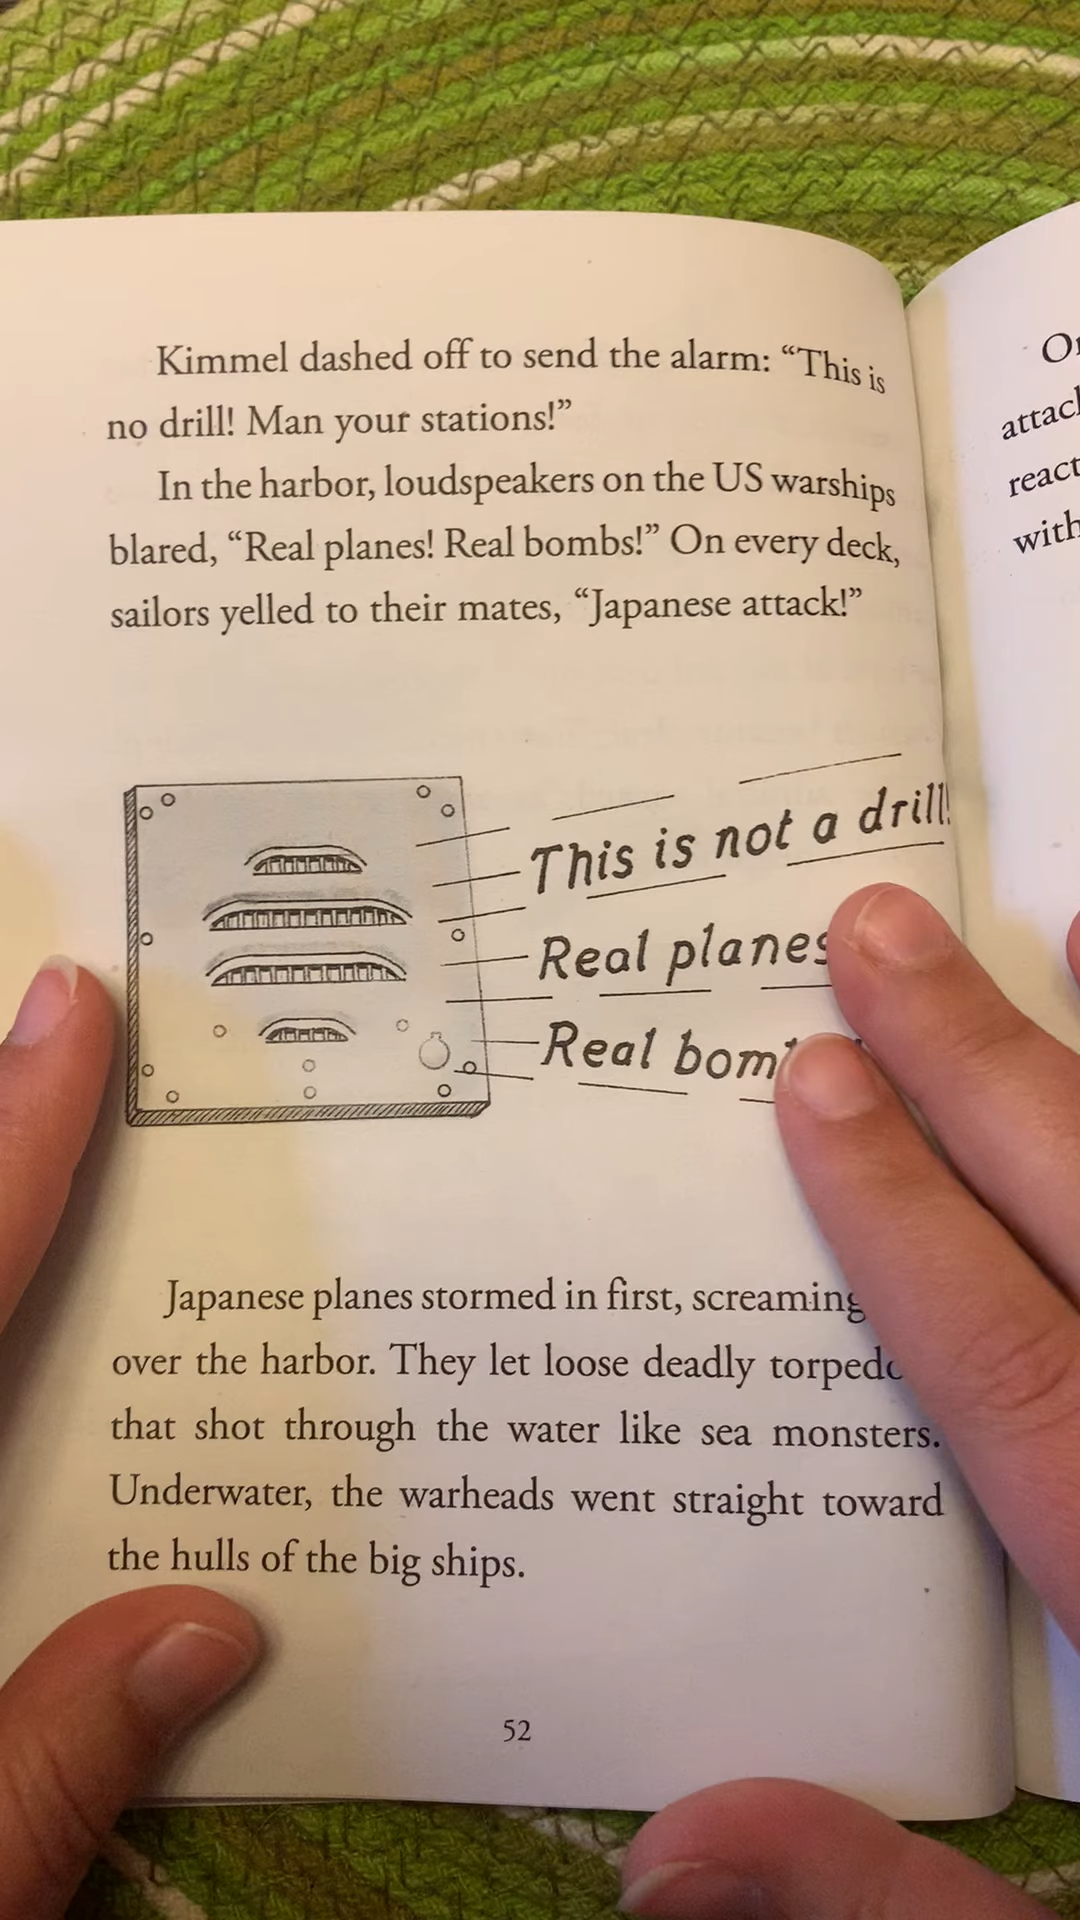 Kimmel dashed off to send the alarm: “This is
no drill! Man your stations!”
In the harbor, loudspeakers on the US warships
blared, “Real planes! Real bombs!” On every deck,
sailors yelled to their mates, “Japanese attack!”
This is not a drill!
Real planes
Real
Japanese planes stormed in first, screaming
over the harbor. They let loose deadly
that shot through the water like sea monsters.
Underwater, the warheads went straight toward
the hulls of the big ships.
52
with